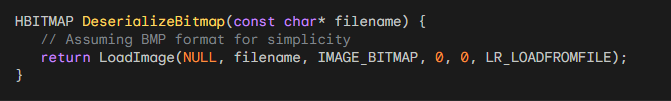 HBITMAP DeserializeBitmap(const char* filename) {
    // Assuming BMP format for simplicity
    return LoadImage(NULL, filename, IMAGE_BITMAP, 0, 0, LR_LOADFROMFILE);
}